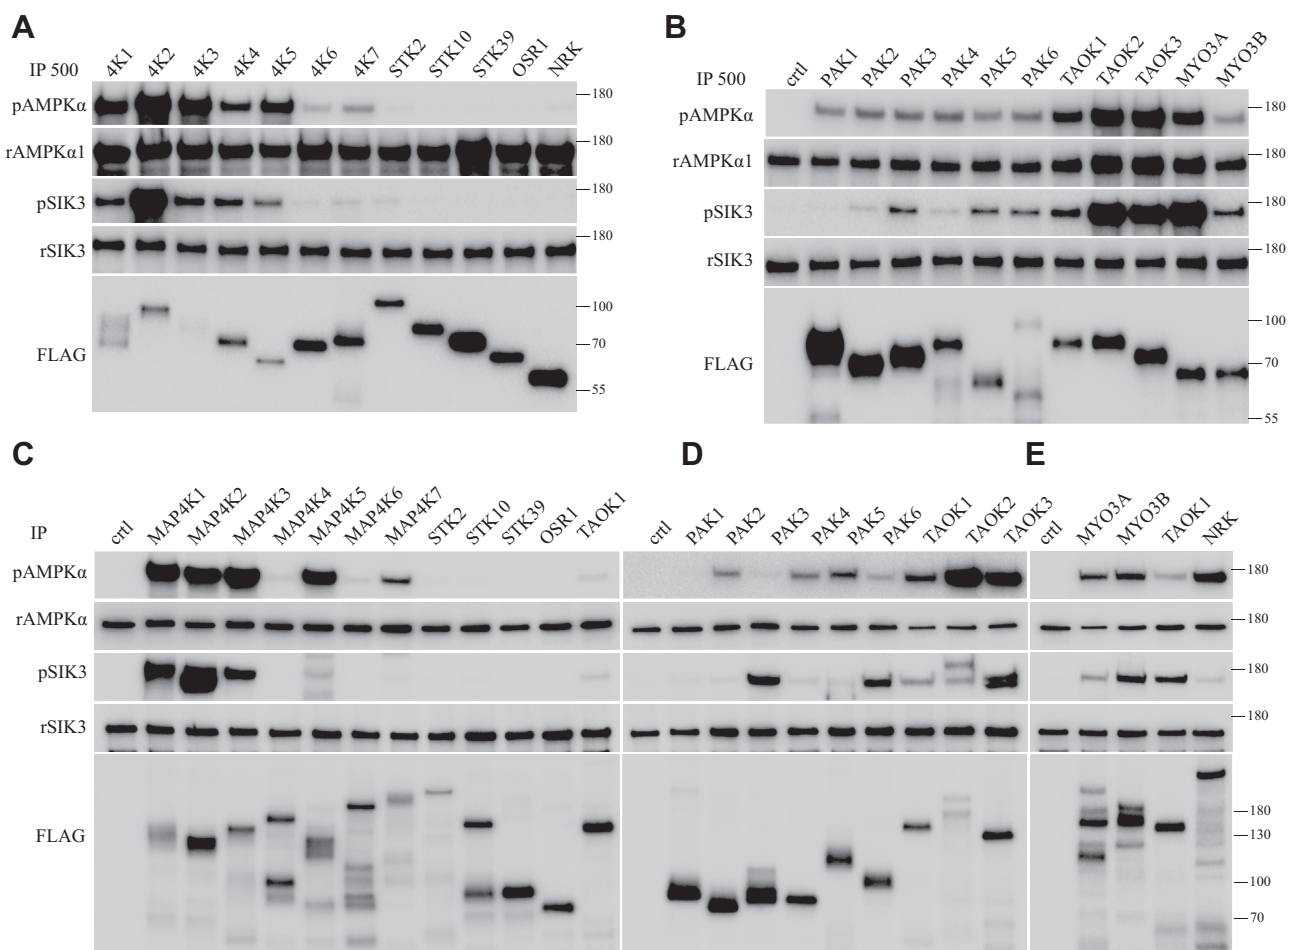 A
IP 500 4K1 4K2 4K3 4K4 4K5 4K6 4K7 STK2 STK10 STK39 OSR1 NRK
pAMPKα 180
rAMPKα1 180
pSIK3 180
rSIK3 180
FLAG 100
70
55
B
IP 500 crtl PAK1 PAK2 PAK3 PAK4 PAK5 PAK6 TAOK1 TAOK2 TAOK3 MYO3A MYO3B
pAMPKα 180
rAMPKα1 180
pSIK3 180
rSIK3 180
FLAG 100
70
55
C
IP crtl MAP4K1 MAP4K2 MAP4K3 MAP4K4 MAP4K5 MAP4K6 MAP4K7 STK2 STK10 STK39 OSR1 TAOK1
D
crtl PAK1 PAK2 PAK3 PAK4 PAK5 PAK6 TAOK1 TAOK2 TAOK3
E
crtl MYO3A MYO3B TAOK1 NRK
pAMPKα 180
rAMPKα 180
pSIK3 180
rSIK3 180
FLAG 180
130
100
70